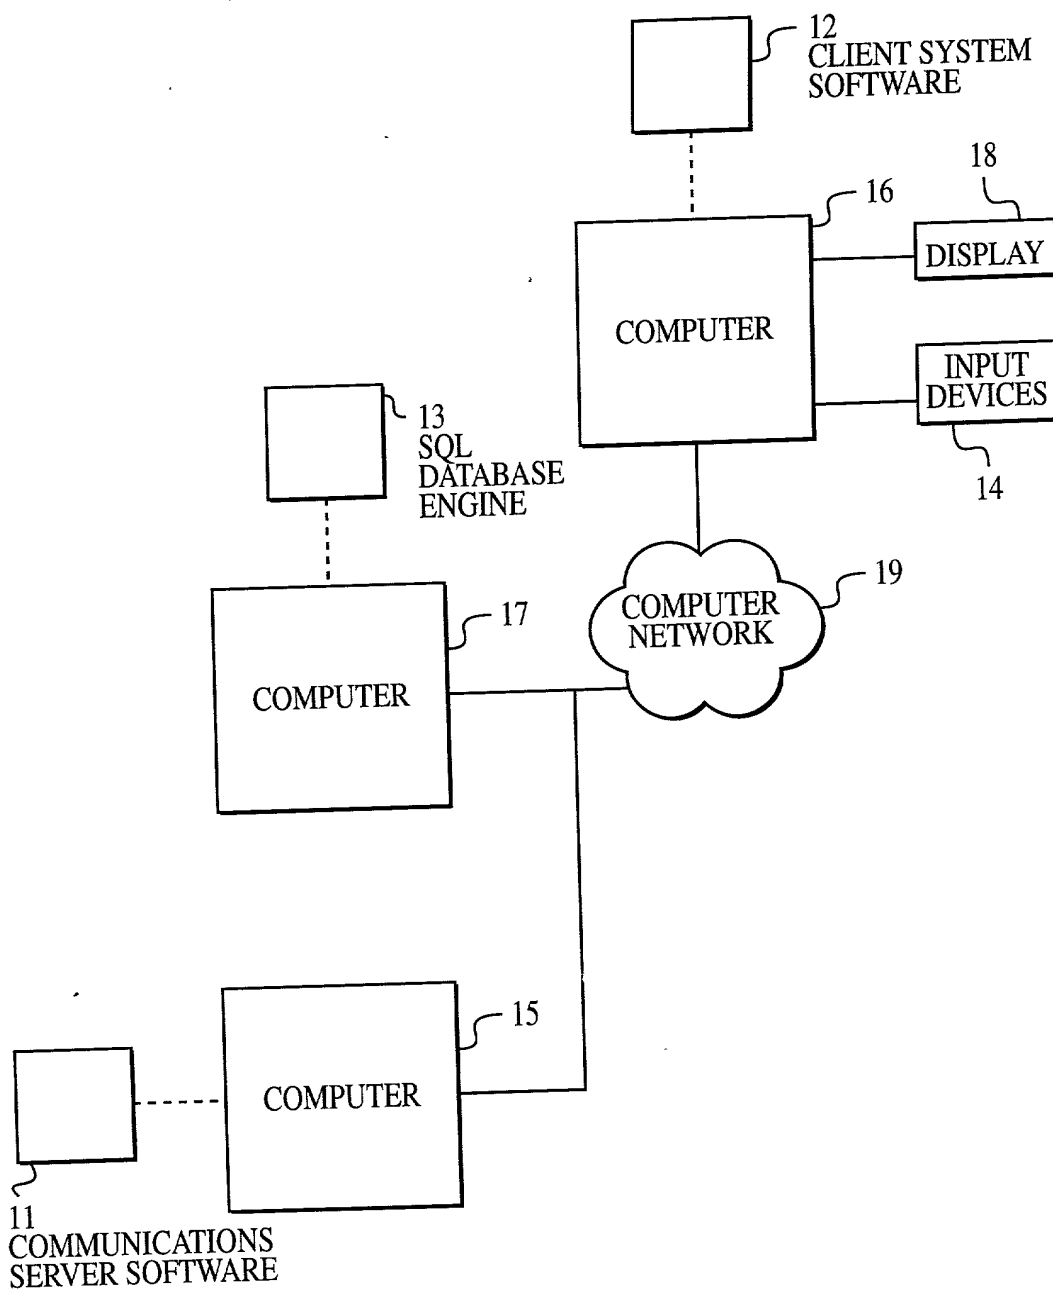 12
CLIENT SYSTEM
SOFTWARE
18
16
DISPLAY
COMPUTER
INPUT
DEVICES
14
13
SQL
DATABASE
ENGINE
19
COMPUTER
NETWORK
17
COMPUTER
15
COMPUTER
11
COMMUNICATIONS
SERVER SOFTWARE